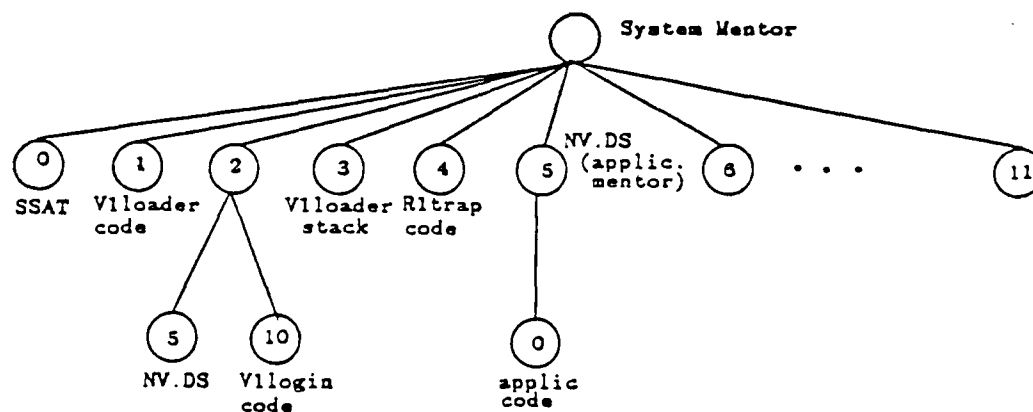 System Mentor
0 1 2 3 4 5 6 . . . 11
NV.DS
(applic.
mentor)
SSAT
V1loader
code
V1loader
stack
R1trap
code
5 10 0
NV.DS
V1login
code
applic
code